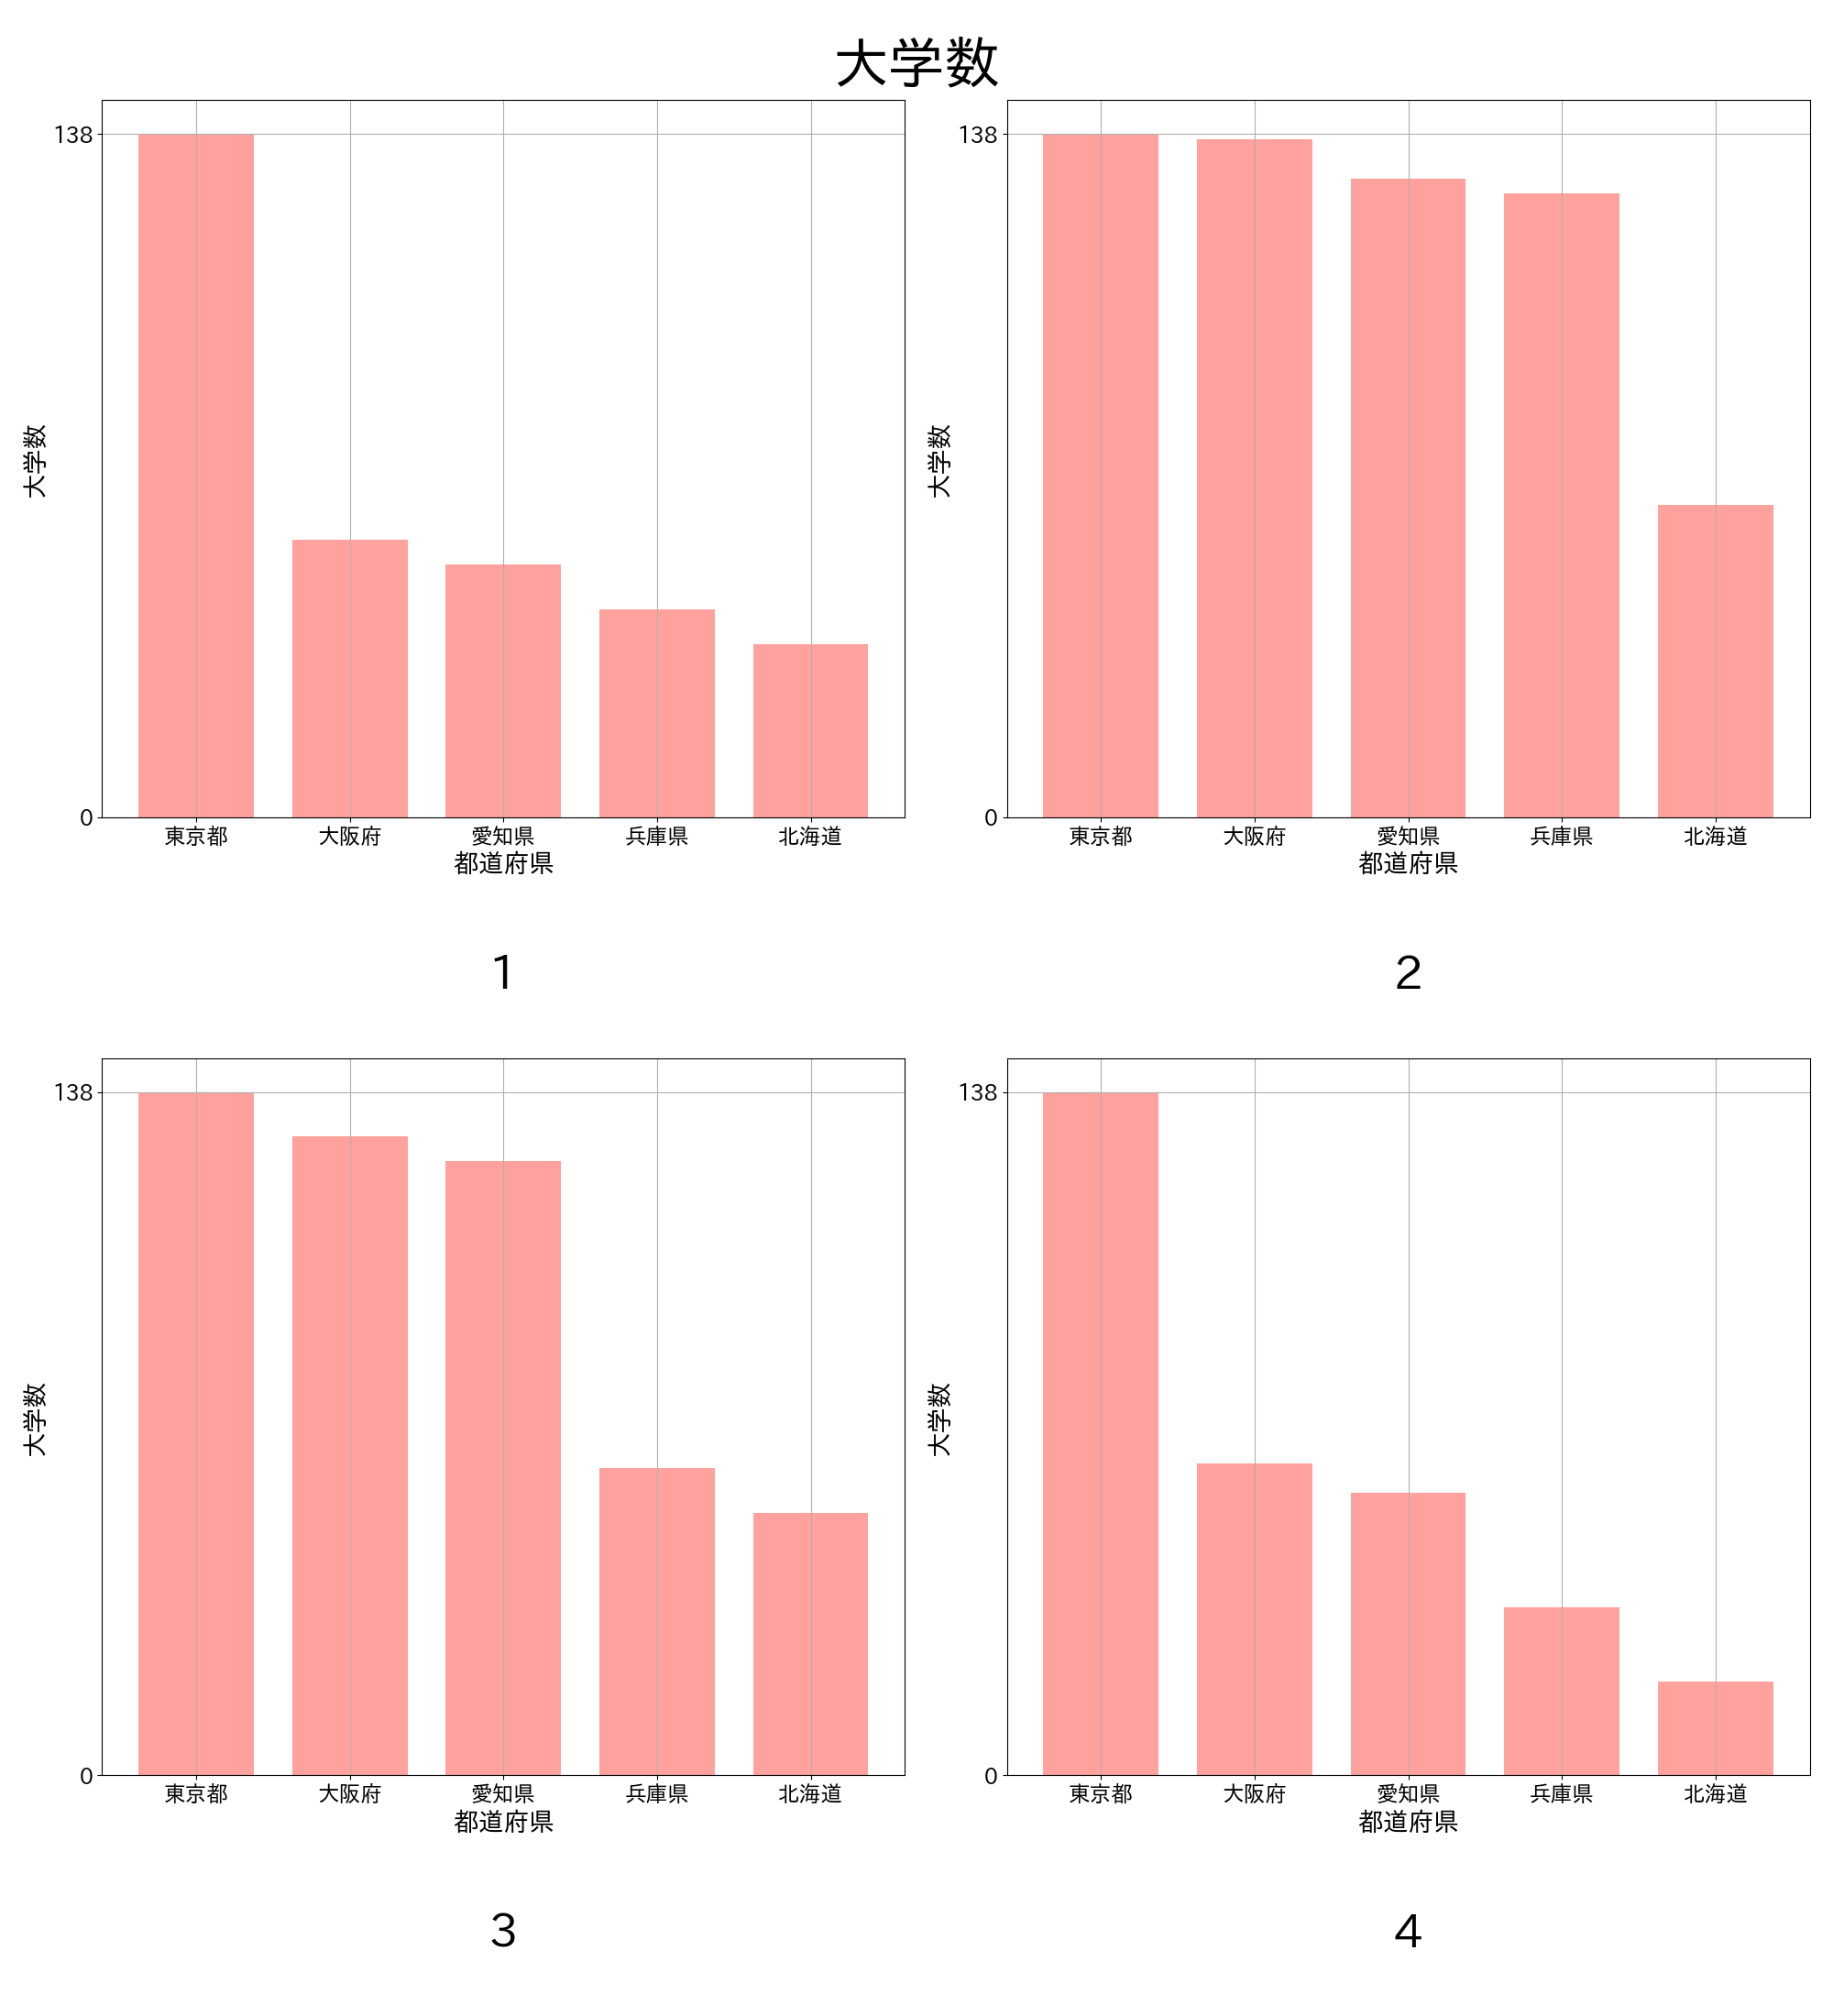 大学数
138
0
大学数
東京都 大阪府 愛知県 兵庫県 北海道
都道府県
1
138
0
大学数
東京都 大阪府 愛知県 兵庫県 北海道
都道府県
2
138
0
大学数
東京都 大阪府 愛知県 兵庫県 北海道
都道府県
3
138
0
大学数
東京都 大阪府 愛知県 兵庫県 北海道
都道府県
4